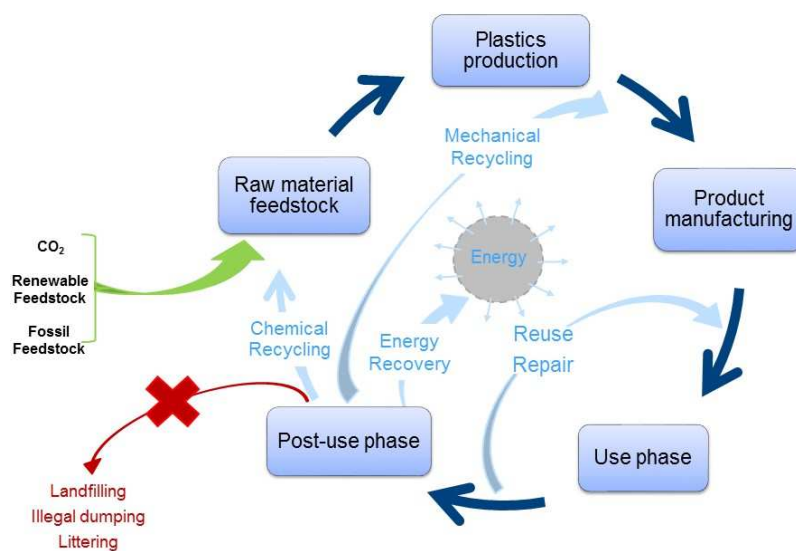 Plastics
production
Mechanical
Recycling
Raw material
feedstock
Product
manufacturing
CO₂
Renewable
Feedstock
Fossil
Feedstock
Energy
Chemical
Recycling
Energy
Recovery
Reuse
Repair
Post-use phase
Use phase
Landfilling
Illegal dumping
Littering